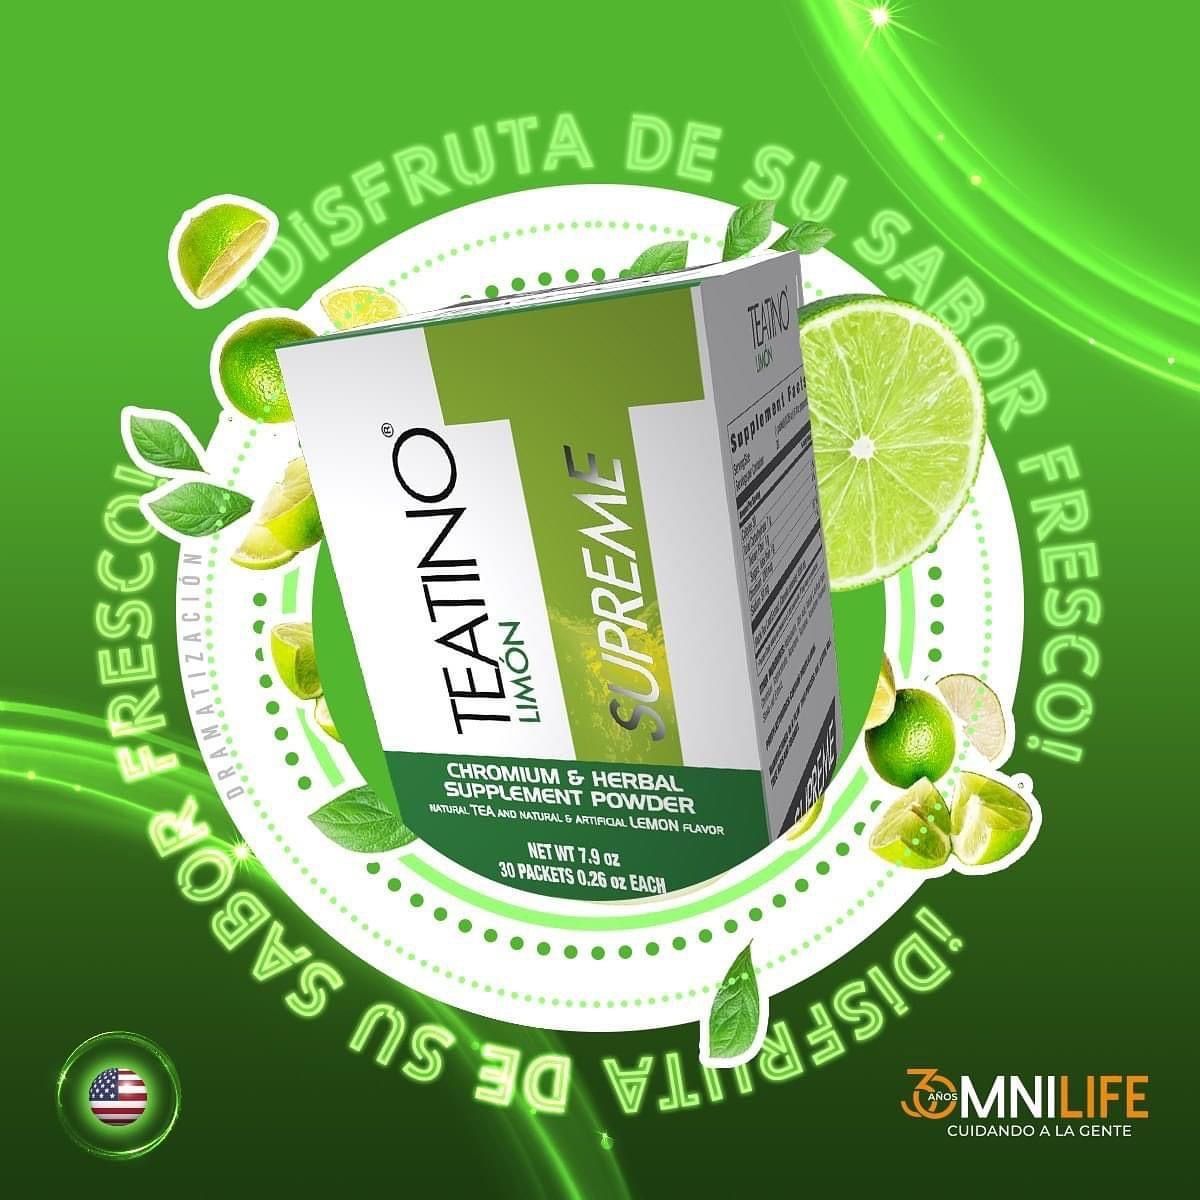 ¡DISFRUTA DE SU SABOR FRESCO!
¡DISFRUTA DE SU SABOR FRESCO!
DRAMATIZACIÓN
TEATINO®
LIMÓN
SUPREME
CHROMIUM & HERBAL
SUPPLEMENT POWDER
NATURAL TEA AND NATURAL & ARTIFICIAL LEMON FLAVOR
NET WT 7.9 oz
30 PACKETS 0.26 oz EACH
TEATINO
LIMÓN
Supplement Facts
SUPREME
30 AÑOS OMNILIFE
CUIDANDO A LA GENTE